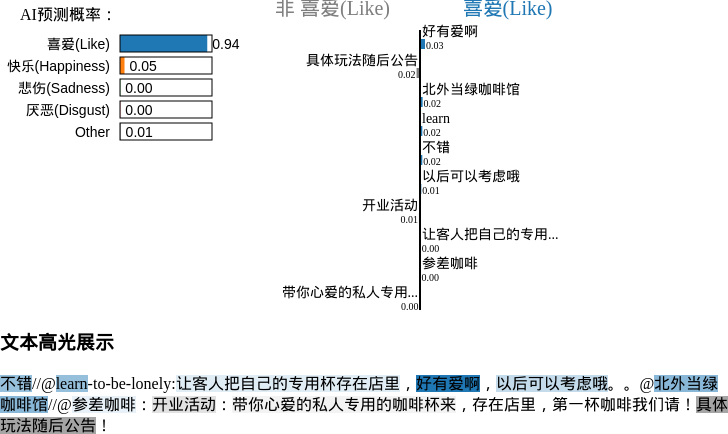 AI预测概率：
喜爱(Like) 0.94
快乐(Happiness) 0.05
悲伤(Sadness) 0.00
厌恶(Disgust) 0.00
Other 0.01
非 喜爱(Like) 喜爱(Like)
好有爱啊
0.03
具体玩法随后公告
0.02
北外当绿咖啡馆
0.02
learn
0.02
不错
0.02
以后可以考虑哦
0.01
开业活动
0.01
让客人把自己的专用...
0.00
参差咖啡
0.00
带你心爱的私人专用...
0.00
文本高光展示
不错//@learn-to-be-lonely:让客人把自己的专用杯存在店里，好有爱啊，以后可以考虑哦。。@北外当绿
咖啡馆//@参差咖啡：开业活动：带你心爱的私人专用的咖啡杯来，存在店里，第一杯咖啡我们请！具体
玩法随后公告！